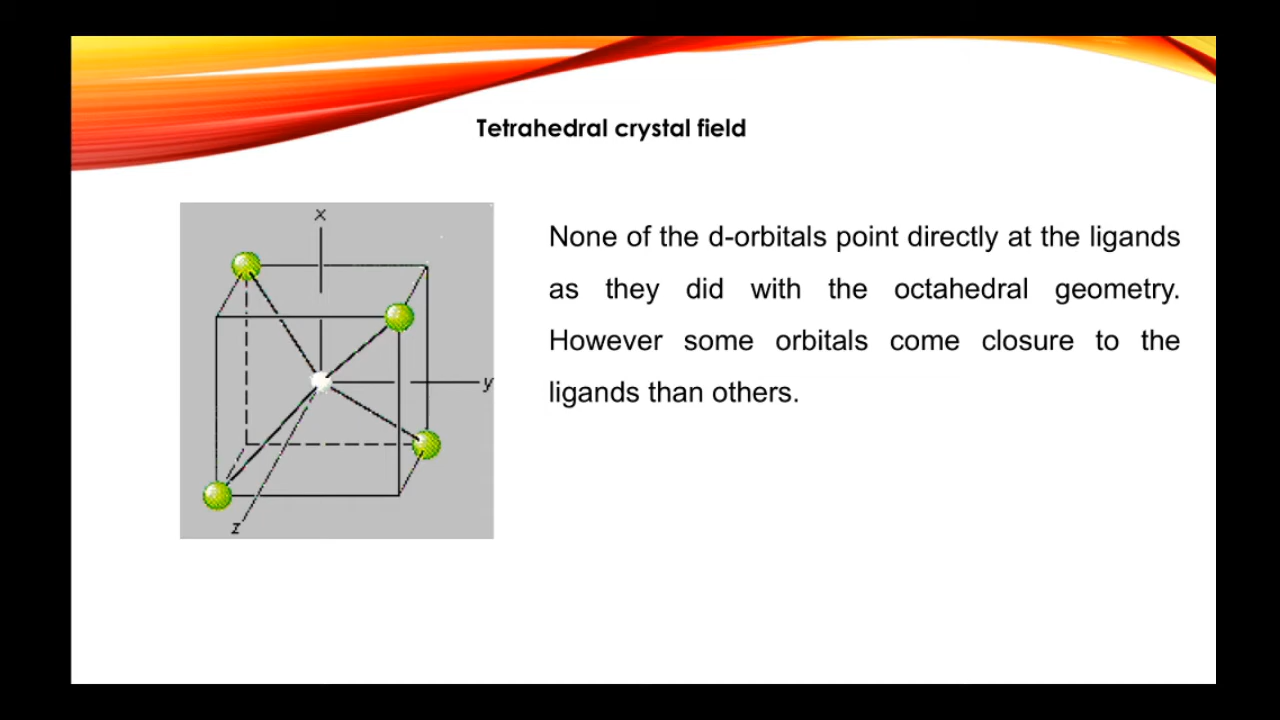 Tetrahedral crystal field
x
y
z
None of the d-orbitals point directly at the ligands
as they did with the octahedral geometry.
However some orbitals come closure to the
ligands than others.